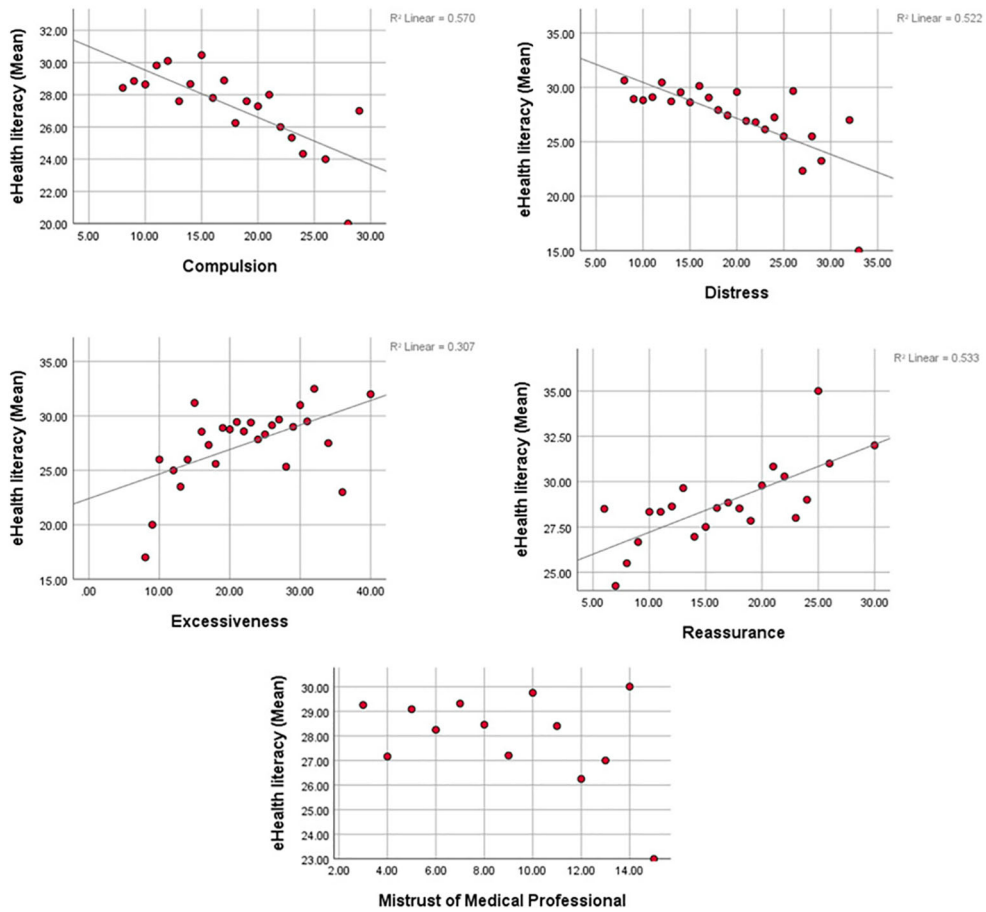 R² Linear = 0.570
eHealth literacy (Mean)
32.00
30.00
28.00
26.00
24.00
22.00
20.00
5.00 10.00 15.00 20.00 25.00 30.00
Compulsion
R² Linear = 0.522
eHealth literacy (Mean)
35.00
30.00
25.00
20.00
15.00
5.00 10.00 15.00 20.00 25.00 30.00 35.00
Distress
R² Linear = 0.307
eHealth literacy (Mean)
35.00
30.00
25.00
20.00
15.00
.00 10.00 20.00 30.00 40.00
Excessiveness
R² Linear = 0.533
eHealth literacy (Mean)
35.00
32.50
30.00
27.50
25.00
5.00 10.00 15.00 20.00 25.00 30.00
Reassurance
eHealth literacy (Mean)
30.00
29.00
28.00
27.00
26.00
25.00
24.00
23.00
2.00 4.00 6.00 8.00 10.00 12.00 14.00
Mistrust of Medical Professional